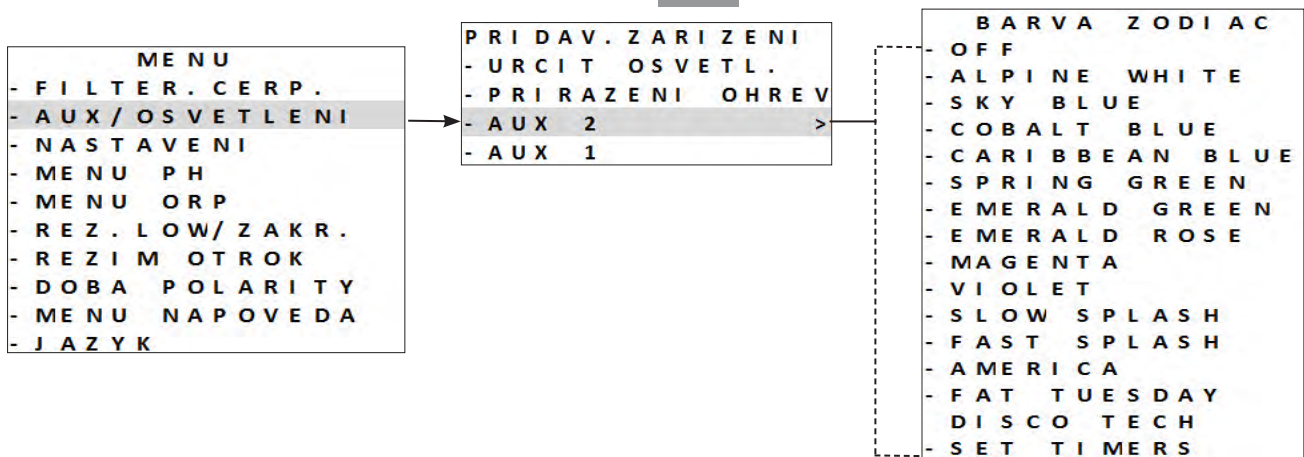 MENU
- FILTER. CERP.
- AUX/OSVETLENI
- NASTAVENI
- MENU PH
- MENU ORP
- REZ. LOW/ZAKR.
- REZIM OTROK
- DOBA POLARITY
- MENU NAPOVEDA
- JAZYK
PRIDAV. ZARIZENI
- URCIT OSVETL.
- PRIRAZENI OHREV
- AUX 2 >
- AUX 1
BARVA ZODIAC
- OFF
- ALPINE WHITE
- SKY BLUE
- COBALT BLUE
- CARIBBEAN BLUE
- SPRING GREEN
- EMERALD GREEN
- EMERALD ROSE
- MAGENTA
- VIOLET
- SLOW SPLASH
- FAST SPLASH
- AMERICA
- FAT TUESDAY
DISCO TECH
- SET TIMERS